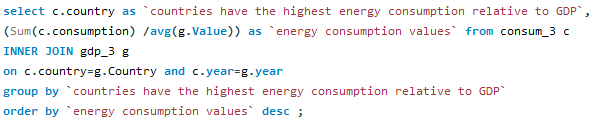 select c.country as `countries have the highest energy consumption relative to GDP`,
(Sum(c.consumption) /avg(g.Value)) as `energy consumption values` from consum_3 c
INNER JOIN gdp_3 g
on c.country=g.Country and c.year=g.year
group by `countries have the highest energy consumption relative to GDP`
order by `energy consumption values` desc ;